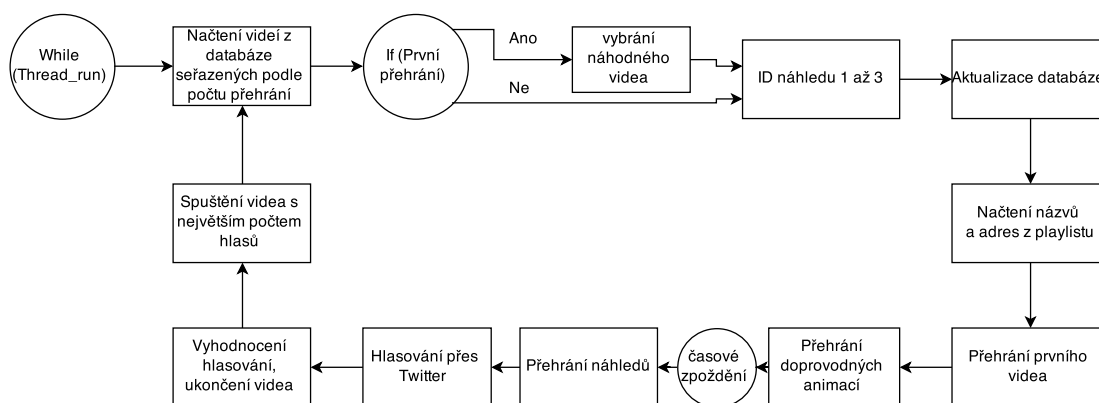 While
(Thread_run)
Načtení videí z
databáze
seřazených podle
počtu přehrání
If (První
přehrání)
Ano
Ne
vybrání
náhodného
videa
ID náhledu 1 až 3
Aktualizace databáze
Načtení názvů
a adres z playlistu
Přehrání prvního
videa
Přehrání
doprovodných
animací
časové
zpoždění
Přehrání náhledů
Hlasování přes
Twitter
Vyhodnocení
hlasování,
ukončení videa
Spuštění videa s
největším počtem
hlasů